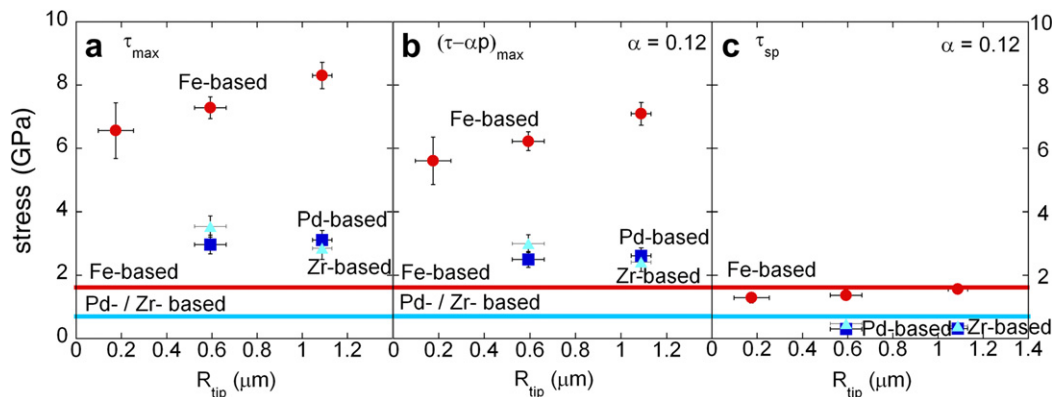 a τmax
b (τ−αp)max α = 0.12
c τsp α = 0.12
10
8
6
4
2
0
stress (GPa)
Fe-based
Pd-based
Zr-based
Fe-based
Pd- / Zr- based
Fe-based
Pd-based
Zr-based
Fe-based
Pd- / Zr- based
Fe-based
Pd-based
Zr-based
10
8
6
4
2
0 0.2 0.4 0.6 0.8 1 1.2
0 0.2 0.4 0.6 0.8 1 1.2
0 0.2 0.4 0.6 0.8 1 1.2 1.4
Rtip (μm)
Rtip (μm)
Rtip (μm)